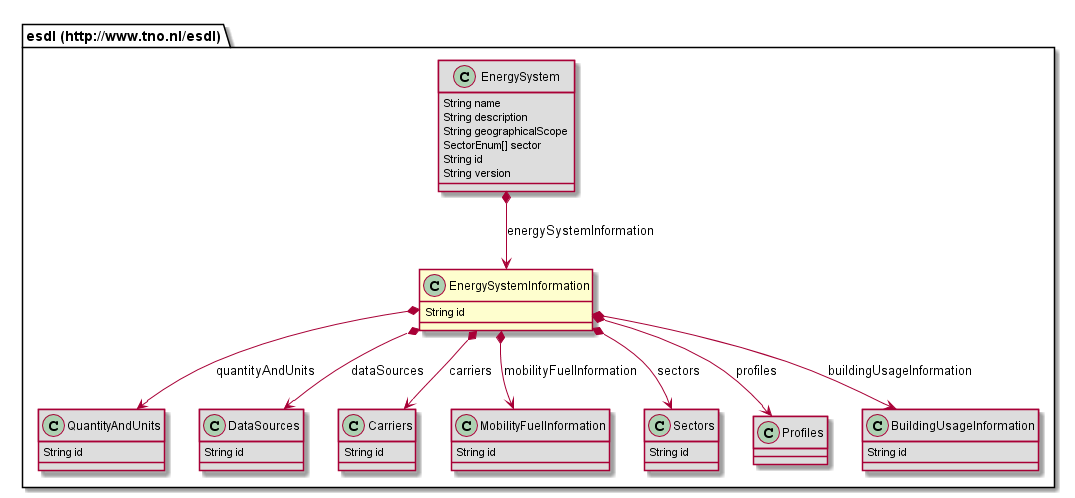 esdl (http://www.tno.nl/esdl)
C EnergySystem
String name
String description
String geographicalScope
SectorEnum[] sector
String id
String version
energySystemInformation
C EnergySystemInformation
String id
quantityAndUnits dataSources carriers mobilityFuelInformation sectors profiles buildingUsageInformation
C QuantityAndUnits C DataSources C Carriers C MobilityFuelInformation C Sectors C Profiles C BuildingUsageInformation
String id String id String id String id String id String id